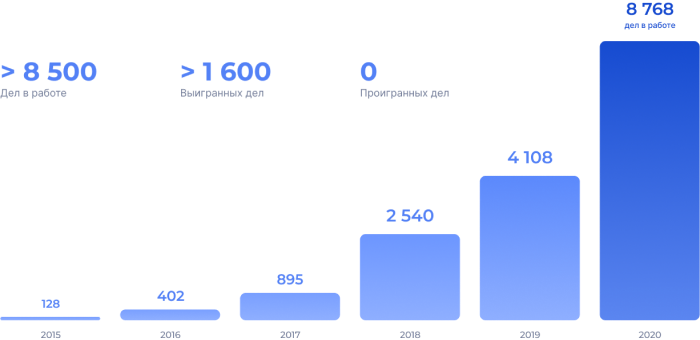 8 768
дел в работе
> 8 500
Дел в работе
> 1 600
Выигранных дел
0
Проигранных дел
4 108
2 540
895
402
128
2015
2016
2017
2018
2019
2020